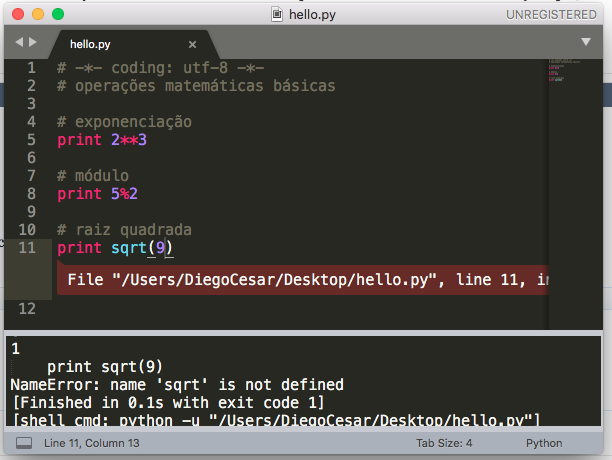 hello.py
UNREGISTERED
hello.py
1 # -*- coding: utf-8 -*-
2 # operações matemáticas básicas
3
4 # exponenciação
5 print 2**3
6
7 # módulo
8 print 5%2
9
10 # raiz quadrada
11 print sqrt(9)
File "/Users/DiegoCesar/Desktop/hello.py", line 11, in
12
1
print sqrt(9)
NameError: name 'sqrt' is not defined
[Finished in 0.1s with exit code 1]
[shell_cmd: python -u "/Users/DiegoCesar/Desktop/hello.py"]
Line 11, Column 13
Tab Size: 4
Python